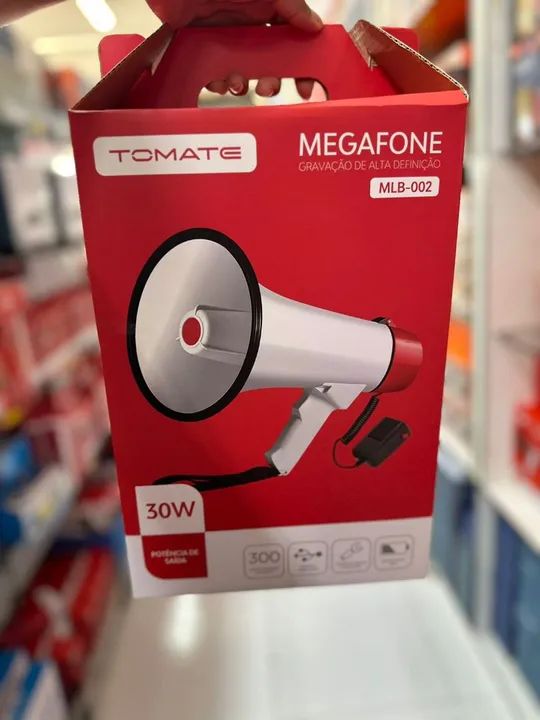 TOMATE
MEGAFONE
GRAVAÇÃO DE ALTA DEFINIÇÃO
MLB-002
30W
POTÊNCIA DE
SAÍDA
300